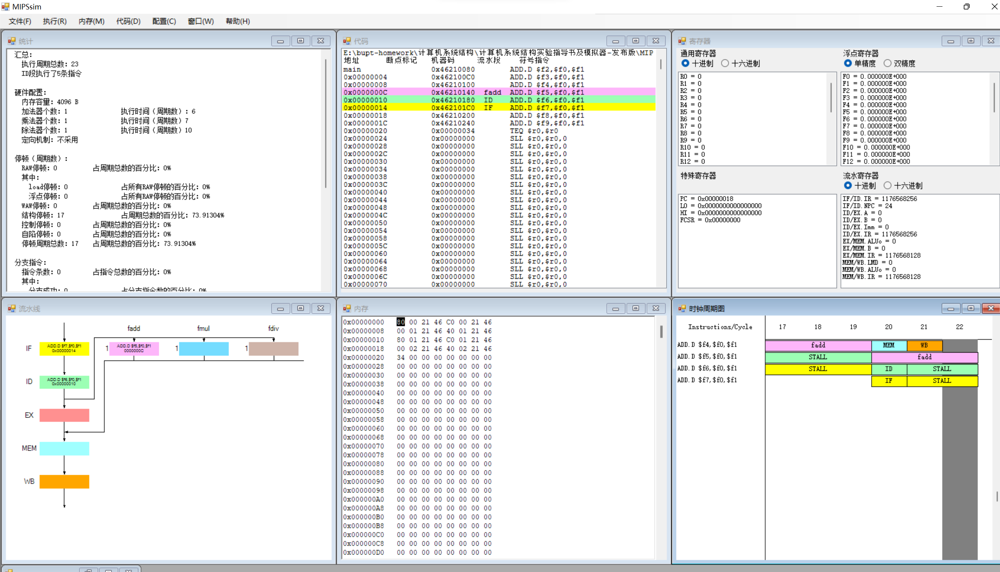 MIPSsim
文件(F) 执行(R) 内存(M) 代码(D) 配置(C) 窗口(W) 帮助(H)
统计
汇总:
执行周期总数: 23
ID段执行了5条指令
硬件配置:
内存容量: 4096 B
加法器个数: 1 执行时间（周期数）: 6
乘法器个数: 1 执行时间（周期数）7
除法器个数: 1 执行时间（周期数）10
定向机制: 不采用
停顿（周期数）:
RAW停顿: 0 占周期总数的百分比: 0%
其中:
load停顿: 0 占所有RAW停顿的百分比: 0%
浮点停顿: 0 占所有RAW停顿的百分比: 0%
WAW停顿: 0 占周期总数的百分比: 0%
结构停顿: 17 占周期总数的百分比: 73.91304%
控制停顿: 0 占周期总数的百分比: 0%
自陷停顿: 0 占周期总数的百分比: 0%
停顿周期总数: 17 占周期总数的百分比: 73.91304%
分支指令:
指令条数: 0 占指令总数的百分比: 0%
其中:
分支成功: 0 占分支指令数的百分比: 0%
代码
E:\bupt-homework\计算机系统结构\计算机系统结构实验指导书及模拟器-发布版\MIP
地址 断点标记 机器码 流水段 符号指令
main 0x46210080 ADD.D $f2,$f0,$f1
0x00000004 0x462100C0 ADD.D $f3,$f0,$f1
0x00000008 0x46210100 ADD.D $f4,$f0,$f1
0x0000000C 0x46210140 fadd ADD.D $f5,$f0,$f1
0x00000010 0x46210180 ID ADD.D $f6,$f0,$f1
0x00000014 0x462101C0 IF ADD.D $f7,$f0,$f1
0x00000018 0x46210200 ADD.D $f8,$f0,$f1
0x0000001C 0x46210240 ADD.D $f9,$f0,$f1
0x00000020 0x00000034 TEQ $r0,$r0
0x00000024 0x00000000 SLL $r0,$r0,0
0x00000028 0x00000000 SLL $r0,$r0,0
0x0000002C 0x00000000 SLL $r0,$r0,0
0x00000030 0x00000000 SLL $r0,$r0,0
0x00000034 0x00000000 SLL $r0,$r0,0
0x00000038 0x00000000 SLL $r0,$r0,0
0x0000003C 0x00000000 SLL $r0,$r0,0
0x00000040 0x00000000 SLL $r0,$r0,0
0x00000044 0x00000000 SLL $r0,$r0,0
0x00000048 0x00000000 SLL $r0,$r0,0
0x0000004C 0x00000000 SLL $r0,$r0,0
0x00000050 0x00000000 SLL $r0,$r0,0
0x00000054 0x00000000 SLL $r0,$r0,0
0x00000058 0x00000000 SLL $r0,$r0,0
0x0000005C 0x00000000 SLL $r0,$r0,0
0x00000060 0x00000000 SLL $r0,$r0,0
0x00000064 0x00000000 SLL $r0,$r0,0
0x00000068 0x00000000 SLL $r0,$r0,0
0x0000006C 0x00000000 SLL $r0,$r0,0
0x00000070 0x00000000 SLL $r0,$r0,0
寄存器
通用寄存器
十进制 十六进制
R0 = 0
R1 = 0
R2 = 0
R3 = 0
R4 = 0
R5 = 0
R6 = 0
R7 = 0
R8 = 0
R9 = 0
R10 = 0
R11 = 0
R12 = 0
浮点寄存器
单精度 双精度
F0 = 0.000000E+000
F1 = 0.000000E+000
F2 = 0.000000E+000
F3 = 0.000000E+000
F4 = 0.000000E+000
F5 = 0.000000E+000
F6 = 0.000000E+000
F7 = 0.000000E+000
F8 = 0.000000E+000
F9 = 0.000000E+000
F10 = 0.000000E+000
F11 = 0.000000E+000
F12 = 0.000000E+000
特殊寄存器
PC = 0x00000018
LO = 0x0000000000000000
HI = 0x0000000000000000
FCSR = 0x00000000
流水寄存器
十进制 十六进制
IF/ID.IR = 1176568256
IF/ID.NPC = 24
ID/EX.A = 0
ID/EX.B = 0
ID/EX.Imm = 0
ID/EX.IR = 1176568256
EX/MEM.ALUo = 0
EX/MEM.B = 0
EX/MEM.IR = 1176568128
MEM/WB.LMD = 0
MEM/WB.ALUo = 0
MEM/WB.IR = 1176568128
流水线
fadd fmul fdiv
IF ADD.D $f7,$f0,$f1 1 ADD.D $f5,$f0,$f1 1 1
0x00000014 0000000C
ID ADD.D $f6,$f0,$f1
0x00000010
EX
MEM
WB
内存
0x00000000 80 00 21 46 C0 00 21 46
0x00000008 00 01 21 46 40 01 21 46
0x00000010 80 01 21 46 C0 01 21 46
0x00000018 00 02 21 46 40 02 21 46
0x00000020 34 00 00 00 00 00 00 00
0x00000028 00 00 00 00 00 00 00 00
0x00000030 00 00 00 00 00 00 00 00
0x00000038 00 00 00 00 00 00 00 00
0x00000040 00 00 00 00 00 00 00 00
0x00000048 00 00 00 00 00 00 00 00
0x00000050 00 00 00 00 00 00 00 00
0x00000058 00 00 00 00 00 00 00 00
0x00000060 00 00 00 00 00 00 00 00
0x00000068 00 00 00 00 00 00 00 00
0x00000070 00 00 00 00 00 00 00 00
0x00000078 00 00 00 00 00 00 00 00
0x00000080 00 00 00 00 00 00 00 00
0x00000088 00 00 00 00 00 00 00 00
0x00000090 00 00 00 00 00 00 00 00
0x00000098 00 00 00 00 00 00 00 00
0x000000A0 00 00 00 00 00 00 00 00
0x000000A8 00 00 00 00 00 00 00 00
0x000000B0 00 00 00 00 00 00 00 00
0x000000B8 00 00 00 00 00 00 00 00
0x000000C0 00 00 00 00 00 00 00 00
0x000000C8 00 00 00 00 00 00 00 00
0x000000D0 00 00 00 00 00 00 00 00
时钟周期图
Instructions/Cycle 17 18 19 20 21 22
ADD.D $f4,$f0,$f1 fadd MEM WB
ADD.D $f5,$f0,$f1 STALL fadd
ADD.D $f6,$f0,$f1 STALL ID STALL
ADD.D $f7,$f0,$f1 IF STALL